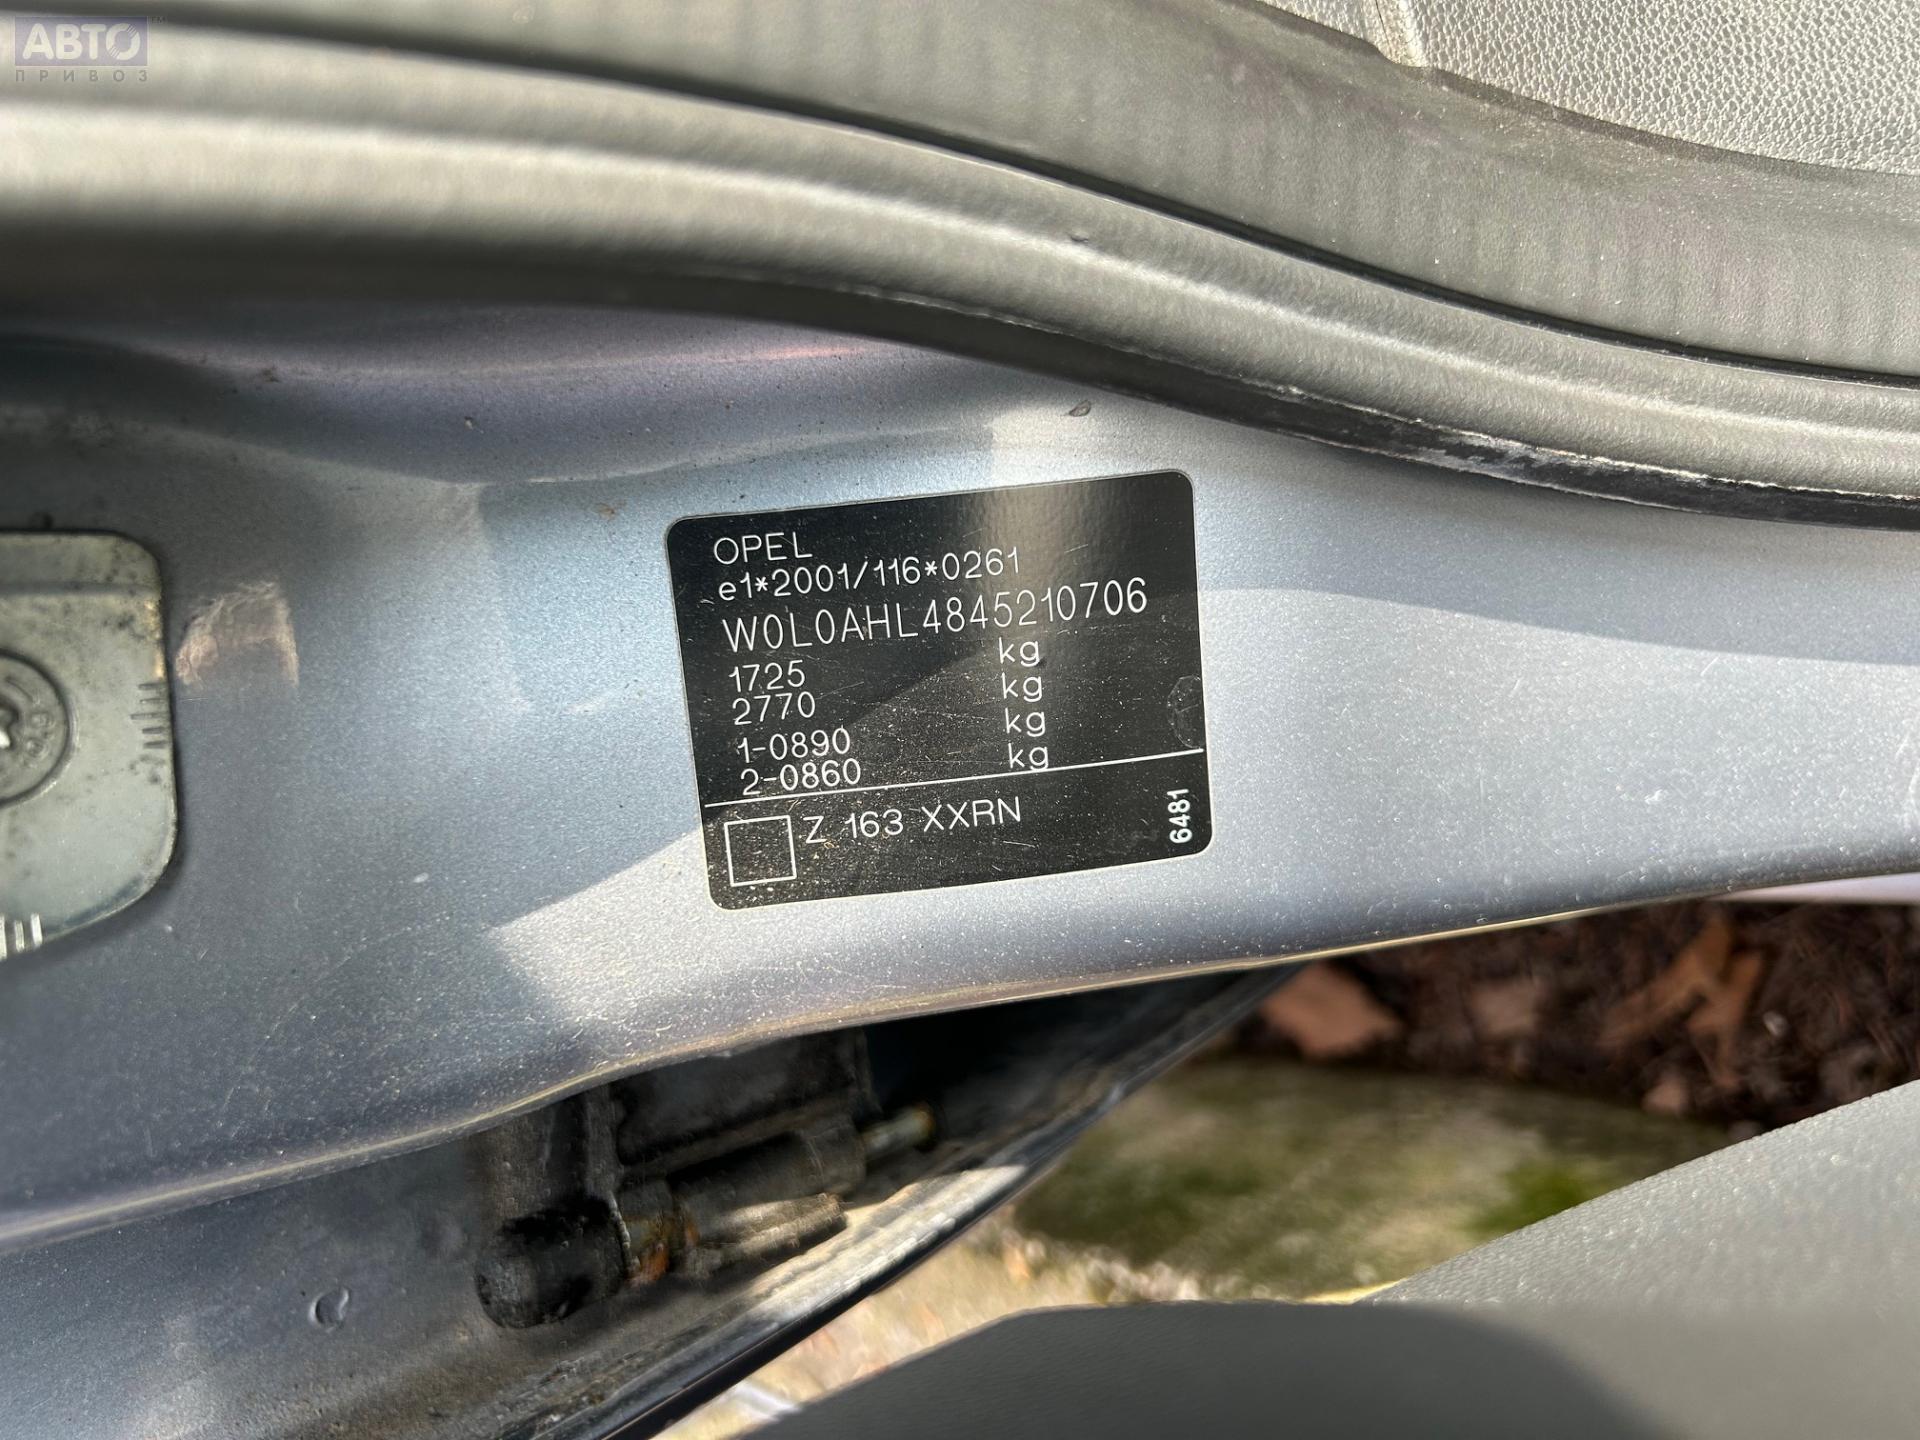 АВТО
ПРИВОЗ
OPEL
e1*2001/116*0261
W0L0AHL4845210706
1725 kg
2770 kg
1-0890 kg
2-0860 kg
Z 163 XXRN
6481